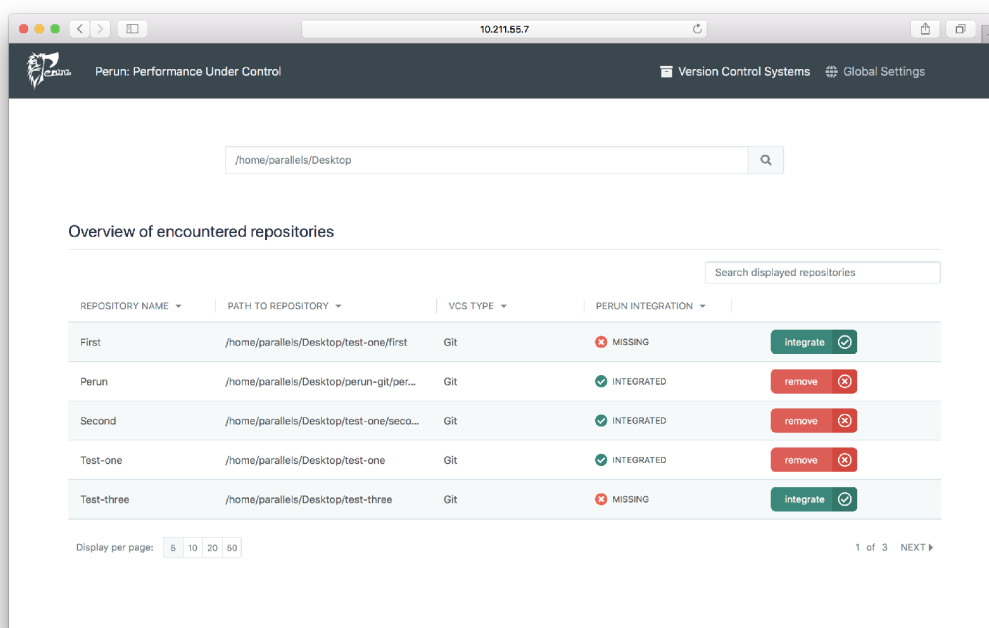 10.211.55.7
Perun Perun: Performance Under Control Version Control Systems Global Settings
/home/parallels/Desktop
Overview of encountered repositories
Search displayed repositories
REPOSITORY NAME PATH TO REPOSITORY VCS TYPE PERUN INTEGRATION
First /home/parallels/Desktop/test-one/first Git MISSING integrate
Perun /home/parallels/Desktop/perun-git/per... Git INTEGRATED remove
Second /home/parallels/Desktop/test-one/seco... Git INTEGRATED remove
Test-one /home/parallels/Desktop/test-one Git INTEGRATED remove
Test-three /home/parallels/Desktop/test-three Git MISSING integrate
Display per page: 5 10 20 50 1 of 3 NEXT